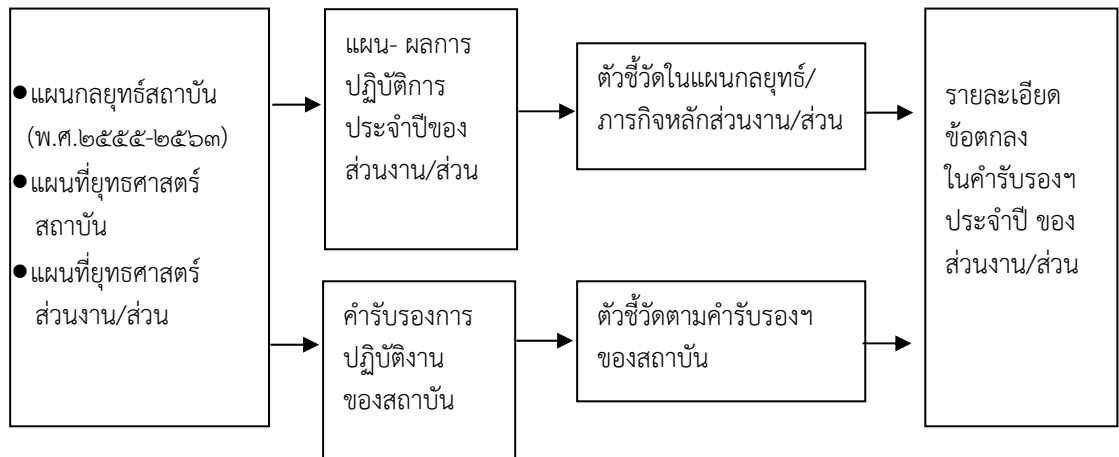 ●แผนกลยุทธ์สถาบัน
(พ.ศ.๒๕๕๕-๒๕๖๓)
●แผนที่ยุทธศาสตร์
สถาบัน
●แผนที่ยุทธศาสตร์
ส่วนงาน/ส่วน
แผน- ผลการ
ปฏิบัติการ
ประจำปีของ
ส่วนงาน/ส่วน
ตัวชี้วัดในแผนกลยุทธ์/
ภารกิจหลักส่วนงาน/ส่วน
คำรับรองการ
ปฏิบัติงาน
ของสถาบัน
ตัวชี้วัดตามคำรับรองฯ
ของสถาบัน
รายละเอียด
ข้อตกลง
ในคำรับรองฯ
ประจำปี ของ
ส่วนงาน/ส่วน